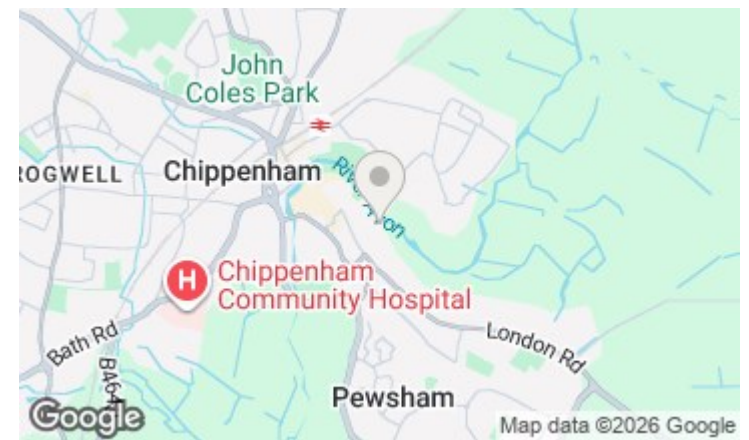 John
Coles Park
ROGWELL
Chippenham
River Avon
H
Chippenham
Community Hospital
Bath Rd
B464
London Rd
Pewsham
Google
Map data ©2026 Google